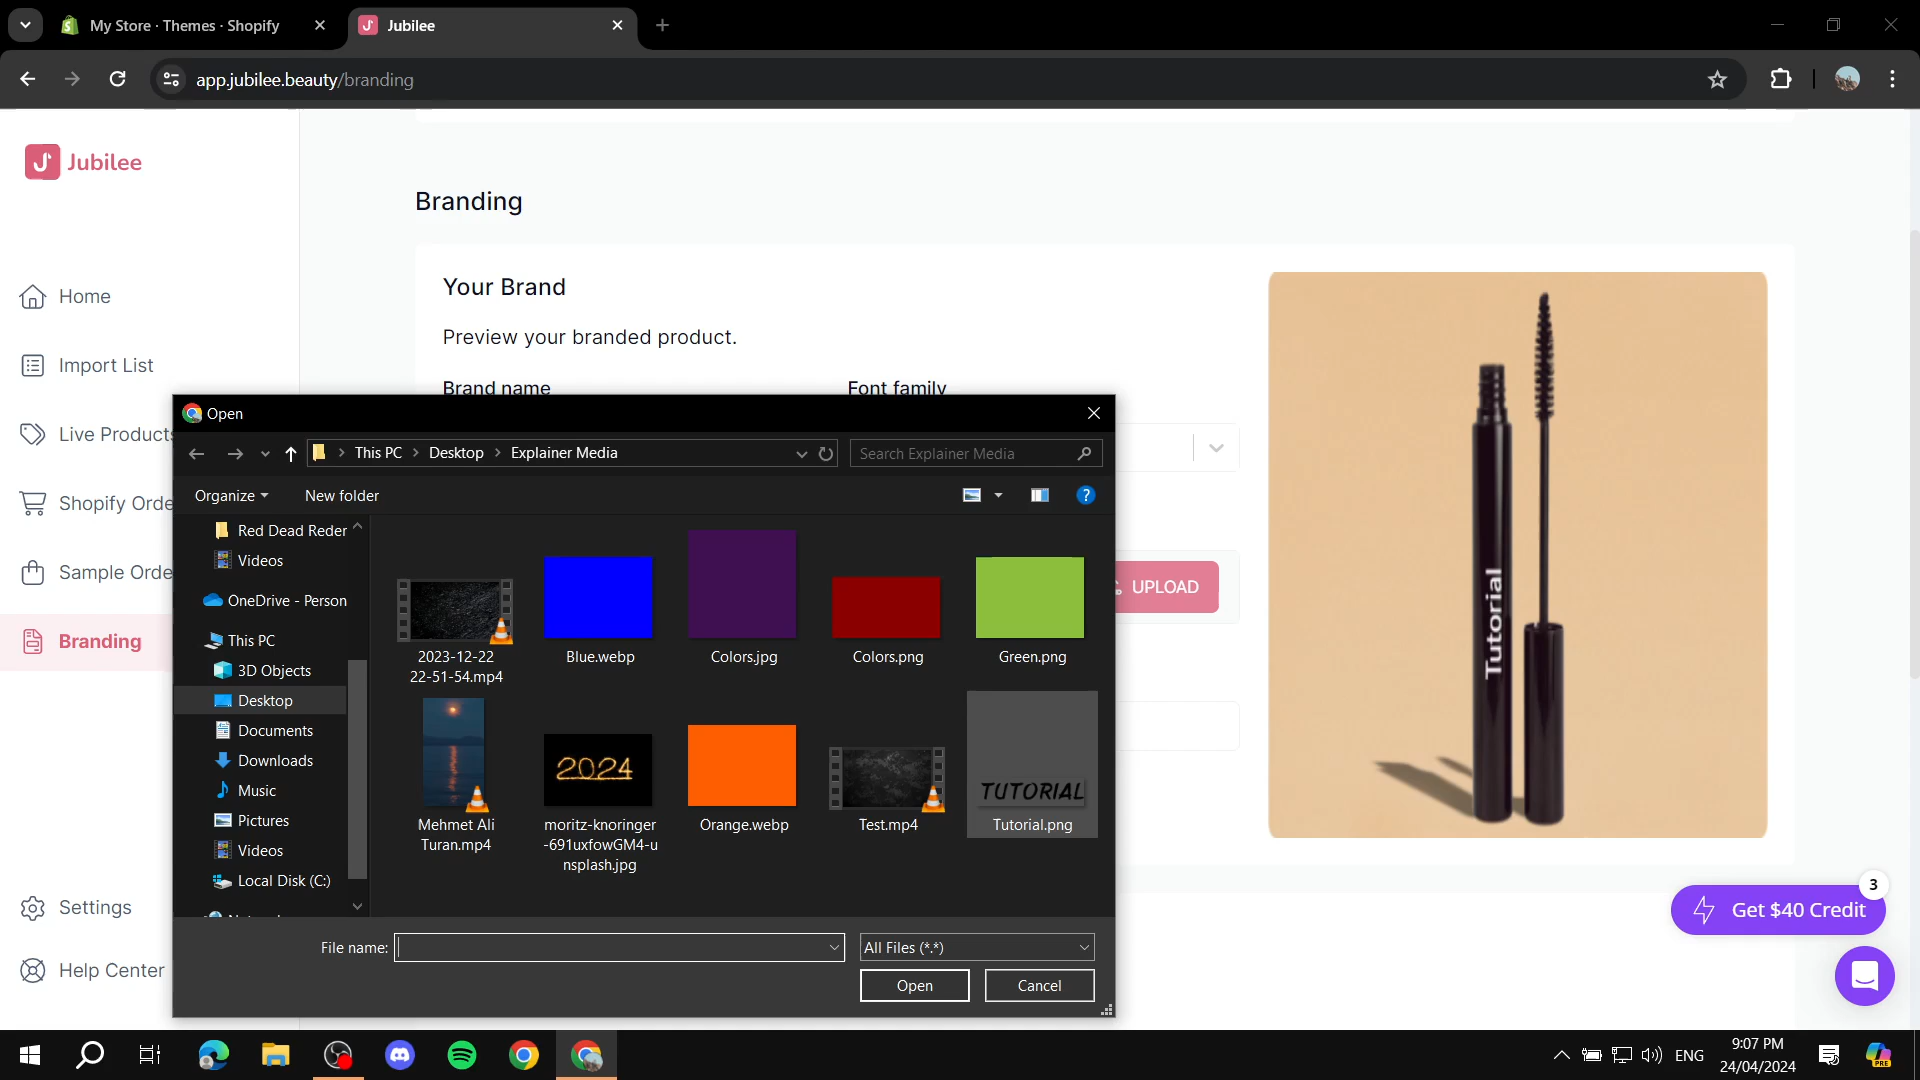 My Store · Themes · Shopify
Jubilee
app.jubilee.beauty/branding
Jubilee
Home
Import List
Live Products
Shopify Orde
Sample Orde
Branding
Settings
Help Center
Branding
Your Brand
Preview your branded product.
Brand name
Font family
UPLOAD
Tutorial
Open
This PC
Desktop
Explainer Media
Search Explainer Media
Organize
New folder
Red Dead Reder
Videos
OneDrive - Person
This PC
3D Objects
Desktop
Documents
Downloads
Music
Pictures
Videos
Local Disk (C:)
2023-12-22
22-51-54.mp4
Blue.webp
Colors.jpg
Colors.png
Green.png
2024
TUTORIAL
Mehmet Ali
Turan.mp4
moritz-knoringer
-691uxfowGM4-u
nsplash.jpg
Orange.webp
Test.mp4
Tutorial.png
File name:
All Files (*.*)
Open
Cancel
3
Get $40 Credit
ENG
9:07 PM
24/04/2024
PRE